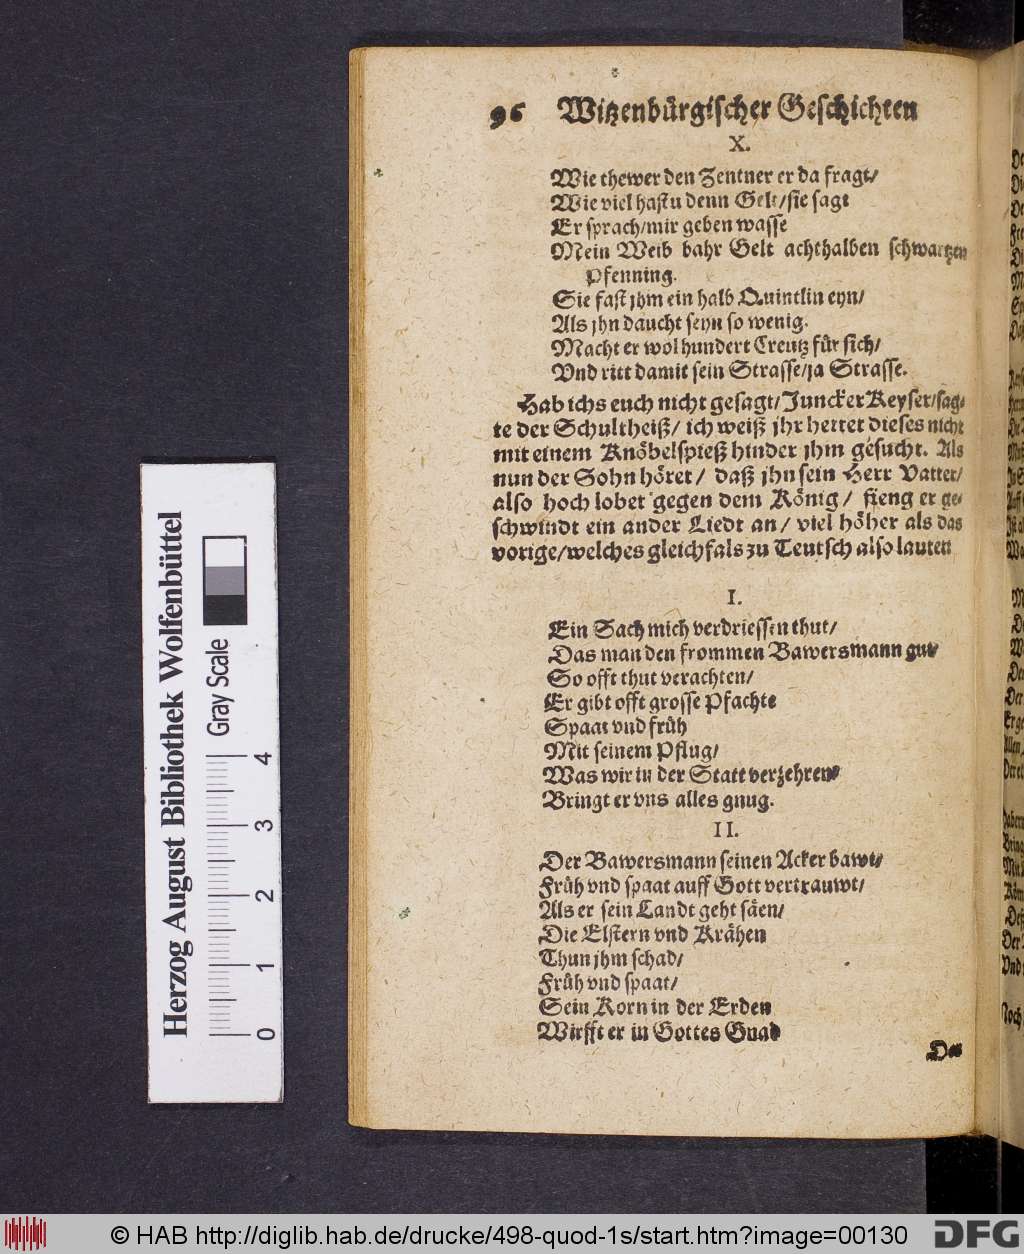 96 Witzenbürgischer Geschichten
X.
Wie thewer den Zentner er da fragt/
Wie viel hastu denn Gelt/sie sagt
Er sprach/mir geben wasse
Mein Weib bahr Gelt achthalben schwartzen
Pfenning.
Sie fast jhm ein halb Quintlin eyn/
Als jhn daucht seyn so wenig.
Macht er wol hundert Creutz für sich/
Vnd ritt damit sein Strasse/ja Strasse.
Hab ichs euch nicht gesagt/Juncker Keyser/sag-
te der Schultheiß/ ich weiß jhr hettet dieses nicht
mit einem Knöbelspieß hinder jhm gesucht. Als
nun der Sohn höret/ daß jhn sein Herr Vatter/
also hoch lobet gegen dem König/ fieng er ge-
schwindt ein ander Liedt an/ viel höher als das
vorige/welches gleichfals zu Teutsch also lautet
I.
Ein Sach mich verdriessen thut/
Das man den frommen Bawersmann gut/
So offt thut verachten/
Er gibt offt grosse Pfachte
Spaat vnd früh
Mit seinem Pflug/
Was wir in der Statt verzehren/
Bringt er vns alles gnug.
II.
Der Bawersmann seinen Acker bawt/
Früh vnd spaat auff Gott vertrauwt/
Als er sein Landt geht säen/
Die Elstern vnd Krähen
Thun jhm schad/
Früh vnd spaat/
Sein Korn in der Erden
Wirfft er in Gottes Gnad
Des
Herzog August Bibliothek Wolfenbüttel
Gray Scale
0 1 2 3 4
© HAB http://diglib.hab.de/drucke/498-quod-1s/start.htm?image=00130
DFG